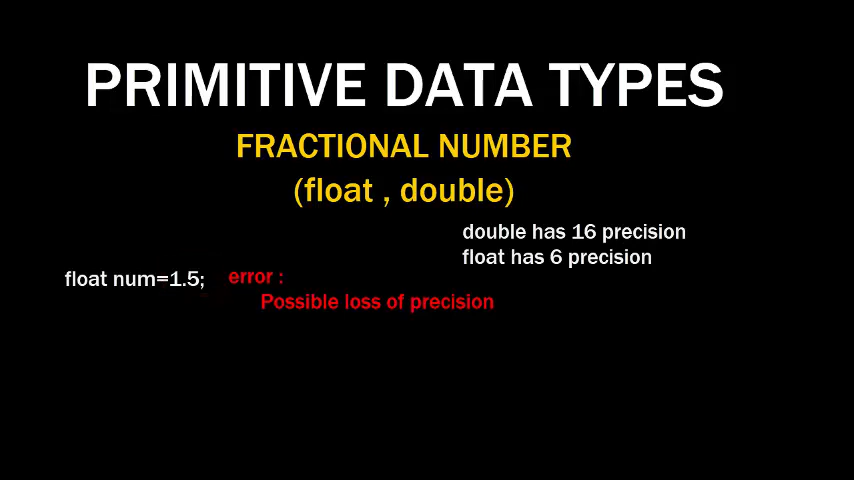 PRIMITIVE DATA TYPES
FRACTIONAL NUMBER
(float , double)
double has 16 precision
float has 6 precision
float num=1.5;
error :
Possible loss of precision